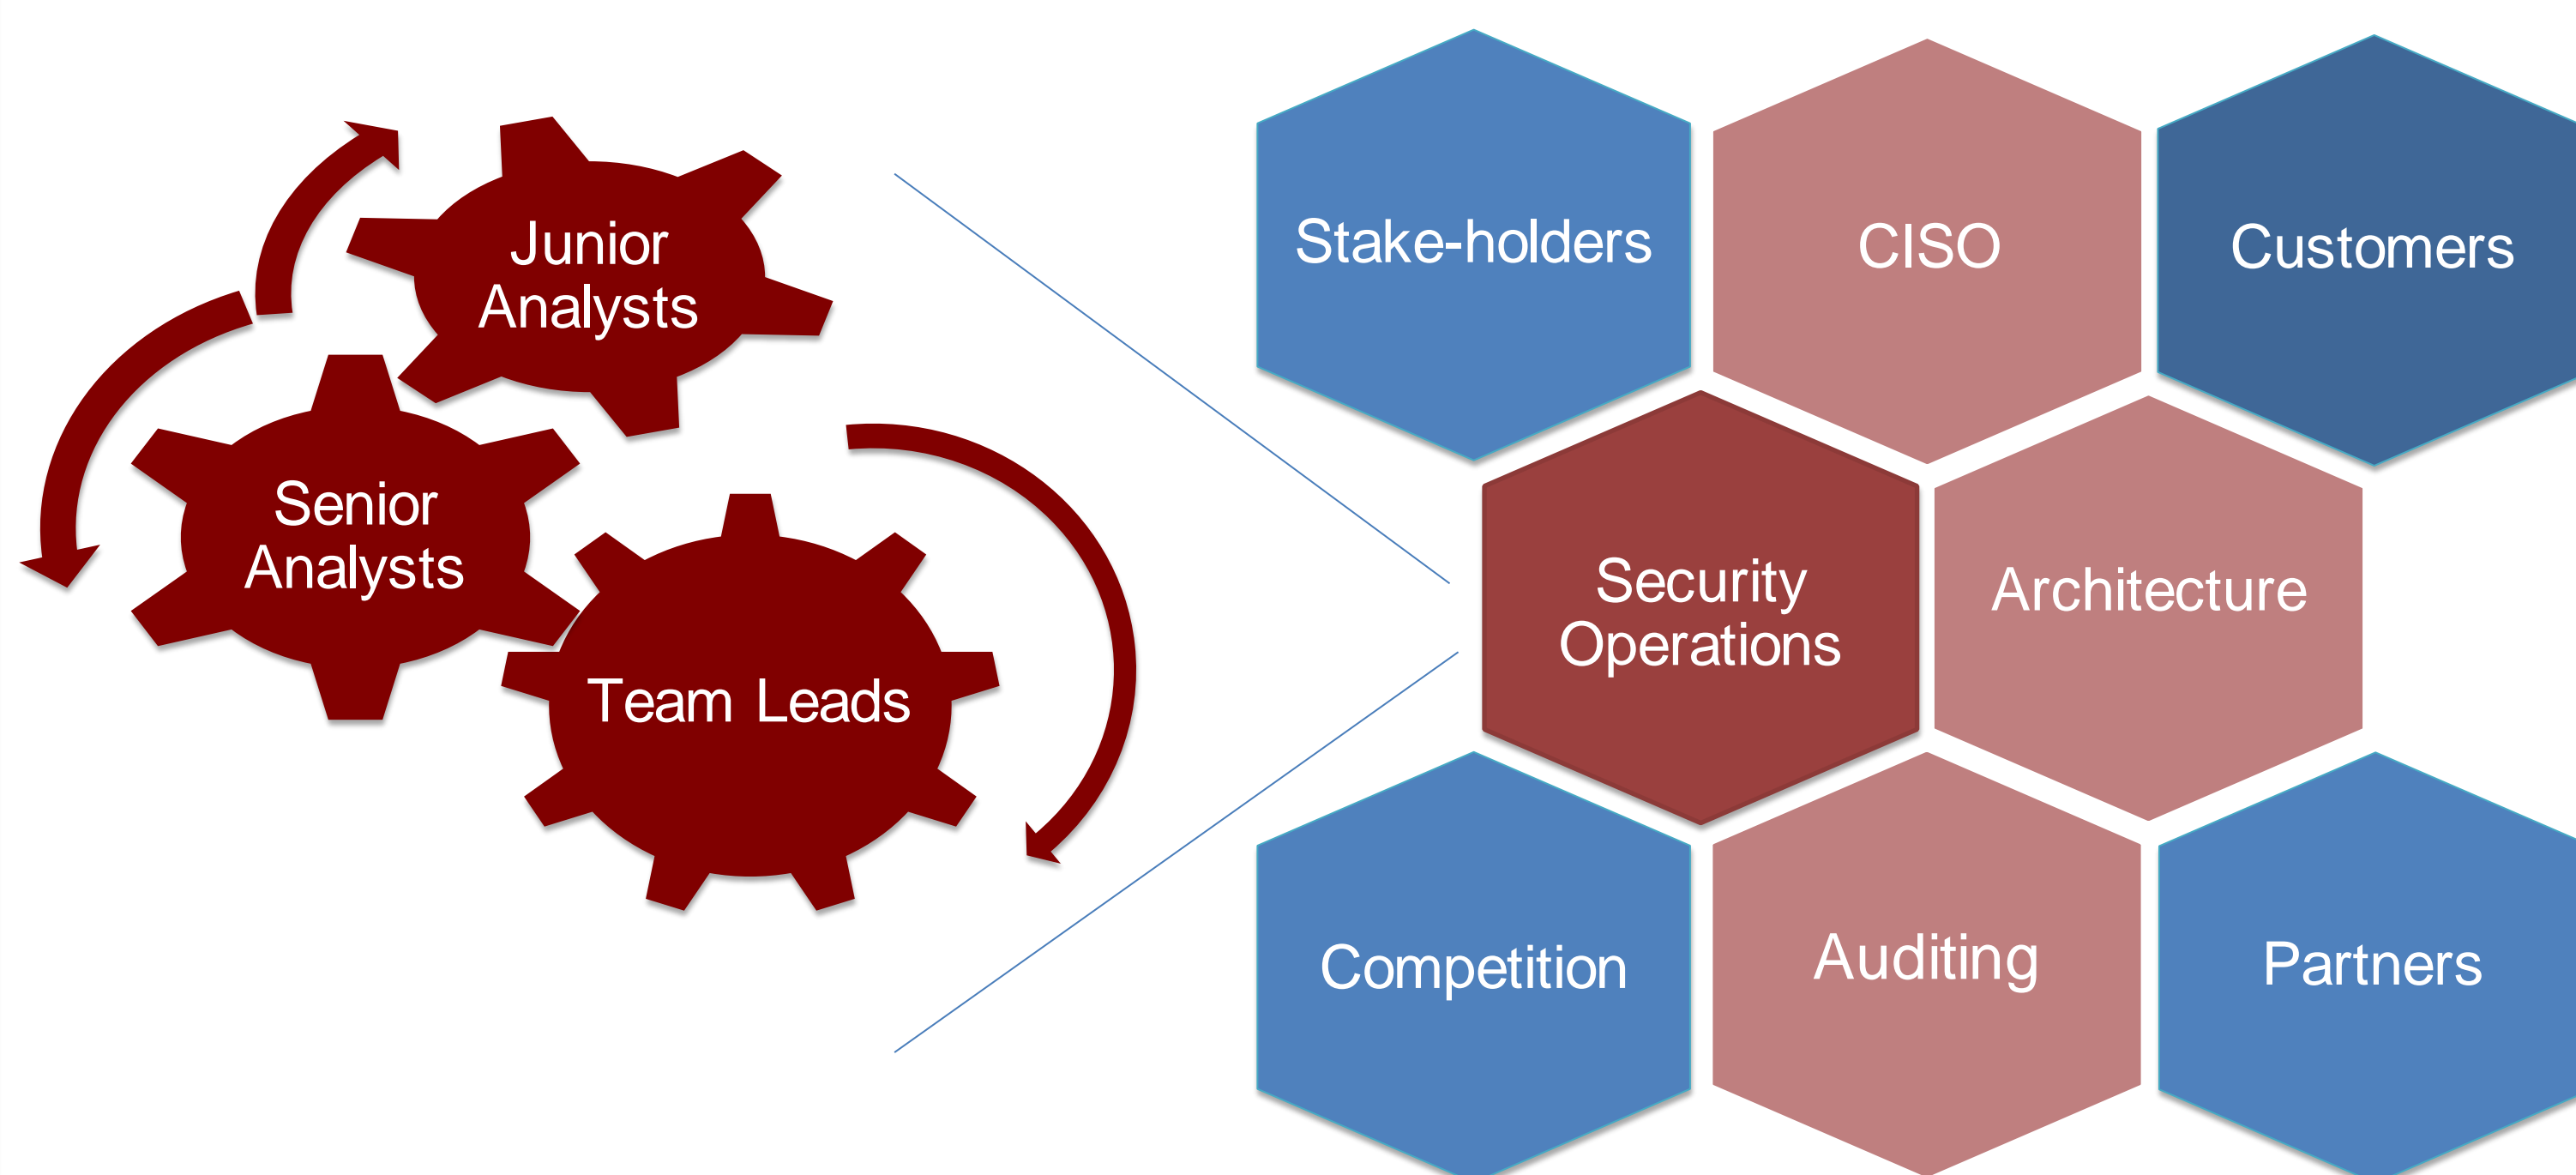 Junior
Analysts
Senior
Analysts
Team Leads
Stake-holders
CISO
Customers
Security
Operations
Architecture
Competition
Auditing
Partners